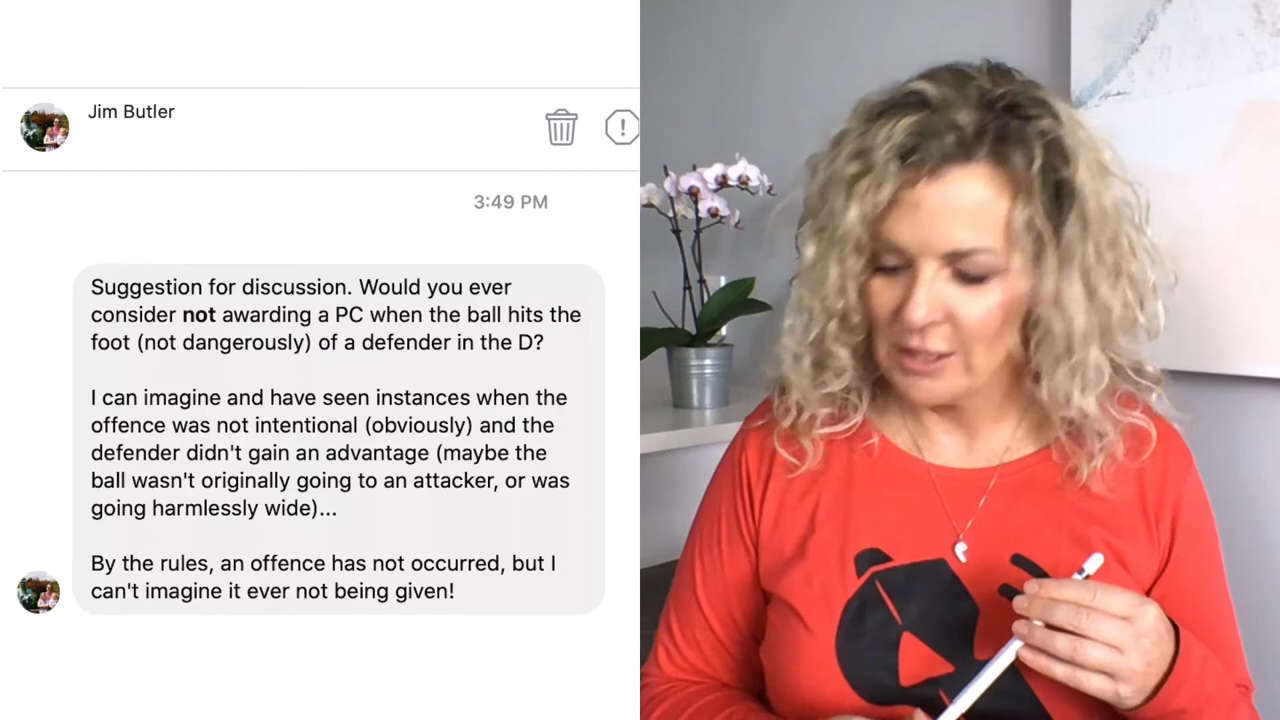 Jim Butler
3:49 PM
Suggestion for discussion. Would you ever
consider not awarding a PC when the ball hits the
foot (not dangerously) of a defender in the D?
I can imagine and have seen instances when the
offence was not intentional (obviously) and the
defender didn't gain an advantage (maybe the
ball wasn't originally going to an attacker, or was
going harmlessly wide)...
By the rules, an offence has not occurred, but I
can't imagine it ever not being given!